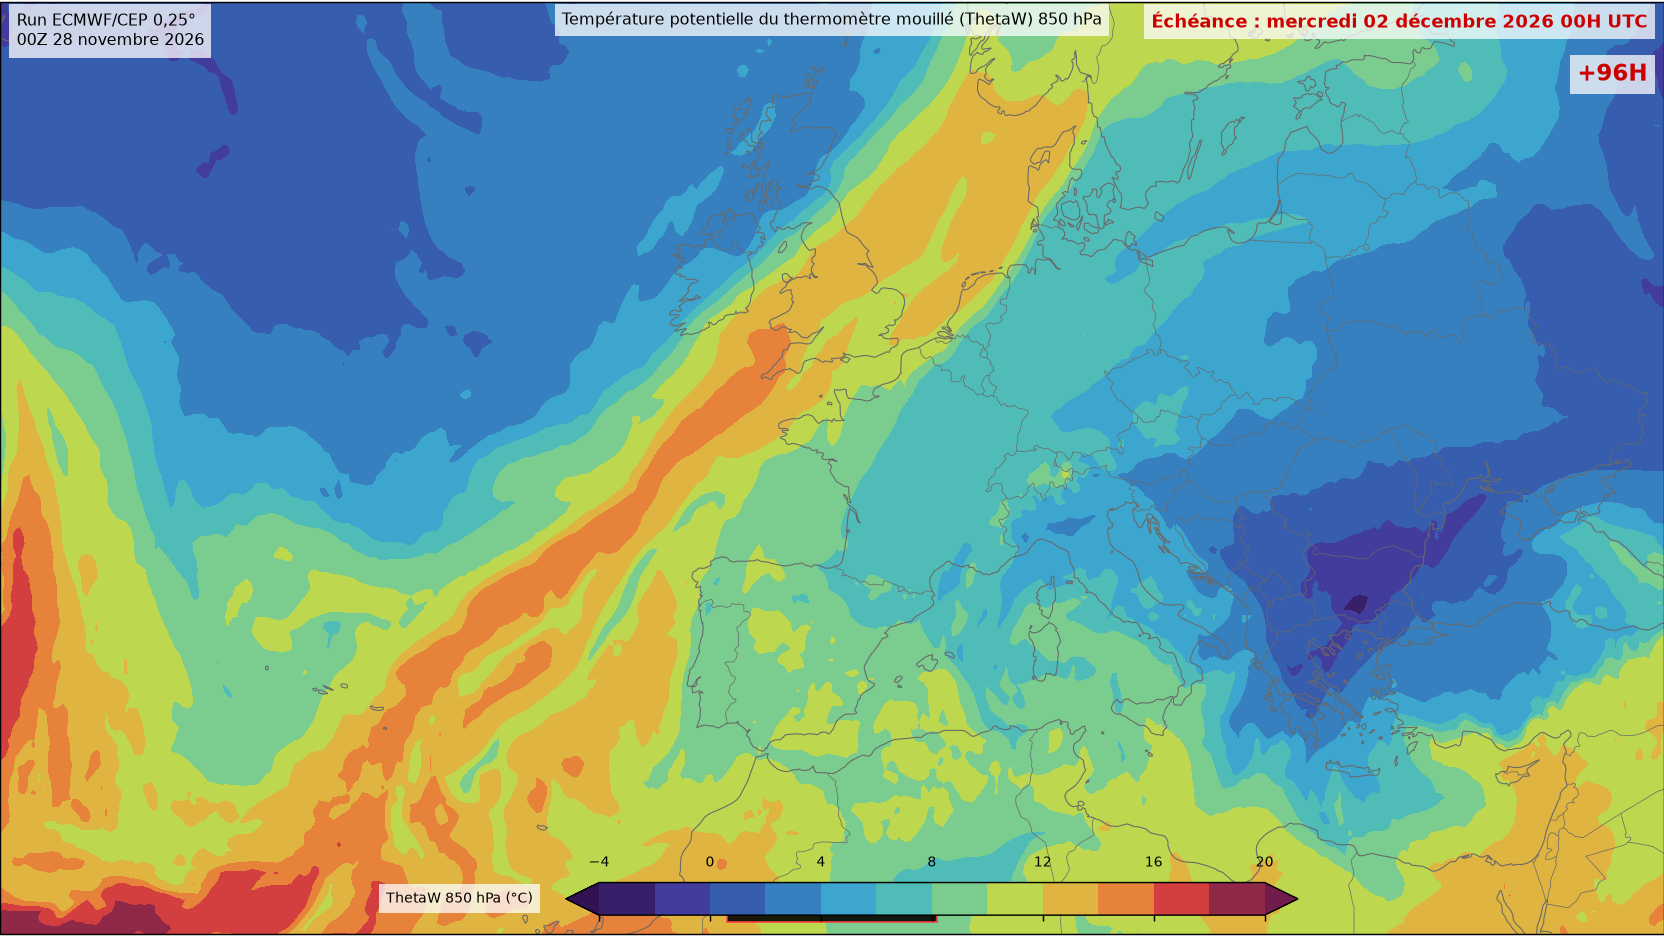 Run ECMWF/CEP 0,25°
00Z 28 novembre 2026
Température potentielle du thermomètre mouillé (ThetaW) 850 hPa
Échéance : mercredi 02 décembre 2026 00H UTC
+96H
−4 0 4 8 12 16 20
ThetaW 850 hPa (°C)